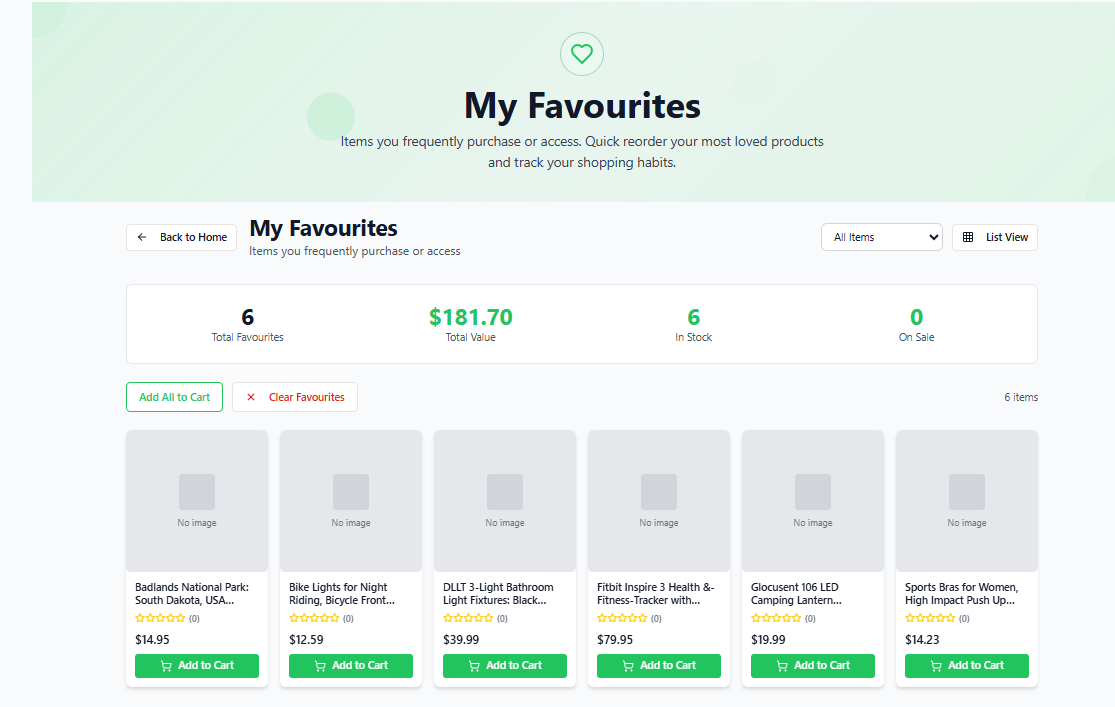 My Favourites
Items you frequently purchase or access. Quick reorder your most loved products
and track your shopping habits.
Back to Home
My Favourites
Items you frequently purchase or access
All Items
List View
6
Total Favourites
$181.70
Total Value
6
In Stock
0
On Sale
Add All to Cart
Clear Favourites
6 items
No image
Badlands National Park:
South Dakota, USA...
(0)
$14.95
Add to Cart
No image
Bike Lights for Night
Riding, Bicycle Front...
(0)
$12.59
Add to Cart
No image
DLLT 3-Light Bathroom
Light Fixtures: Black...
(0)
$39.99
Add to Cart
No image
Fitbit Inspire 3 Health &-
Fitness-Tracker with...
(0)
$79.95
Add to Cart
No image
Glocusent 106 LED
Camping Lantern...
(0)
$19.99
Add to Cart
No image
Sports Bras for Women,
High Impact Push Up...
(0)
$14.23
Add to Cart